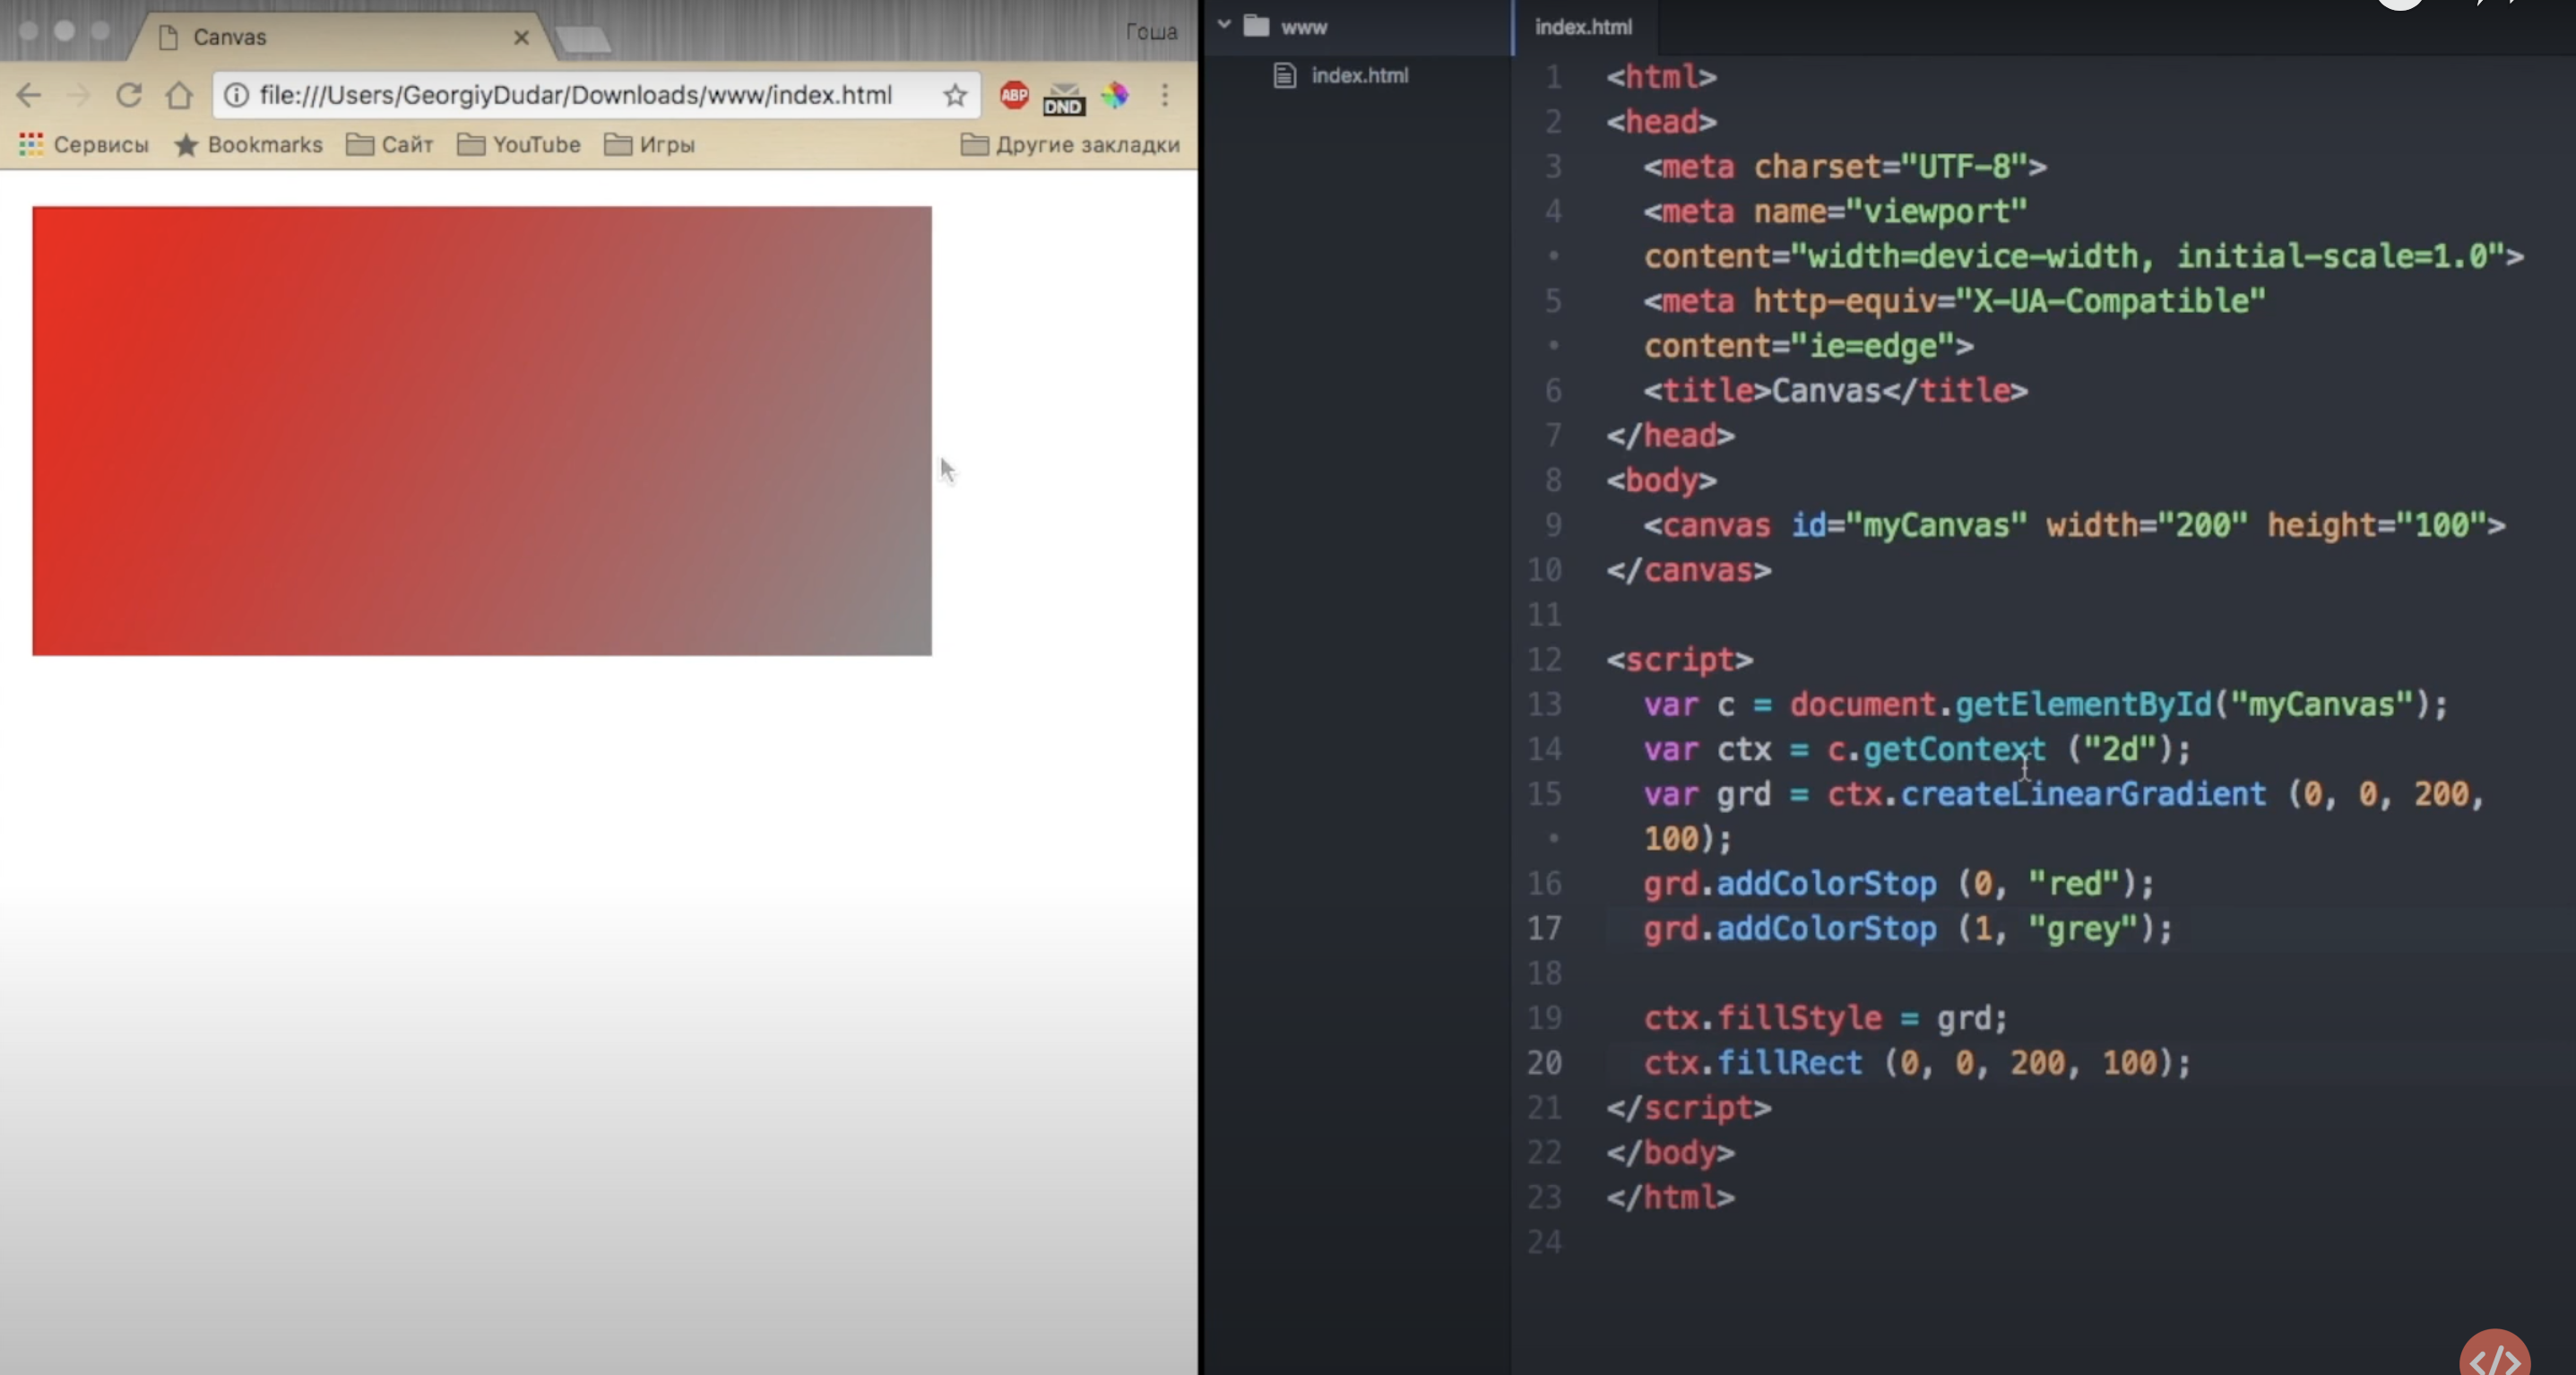 Canvas
Гоша
file:///Users/GeorgiyDudar/Downloads/www/index.html
ABP
DND
Сервисы
Bookmarks
Сайт
YouTube
Игры
Другие закладки
www
index.html
index.html
1 <html>
2 <head>
3 <meta charset="UTF-8">
4 <meta name="viewport"
• content="width=device-width, initial-scale=1.0">
5 <meta http-equiv="X-UA-Compatible"
• content="ie=edge">
6 <title>Canvas</title>
7 </head>
8 <body>
9 <canvas id="myCanvas" width="200" height="100">
10 </canvas>
11
12 <script>
13 var c = document.getElementById("myCanvas");
14 var ctx = c.getContext ("2d");
15 var grd = ctx.createLinearGradient (0, 0, 200,
• 100);
16 grd.addColorStop (0, "red");
17 grd.addColorStop (1, "grey");
18
19 ctx.fillStyle = grd;
20 ctx.fillRect (0, 0, 200, 100);
21 </script>
22 </body>
23 </html>
24
</>